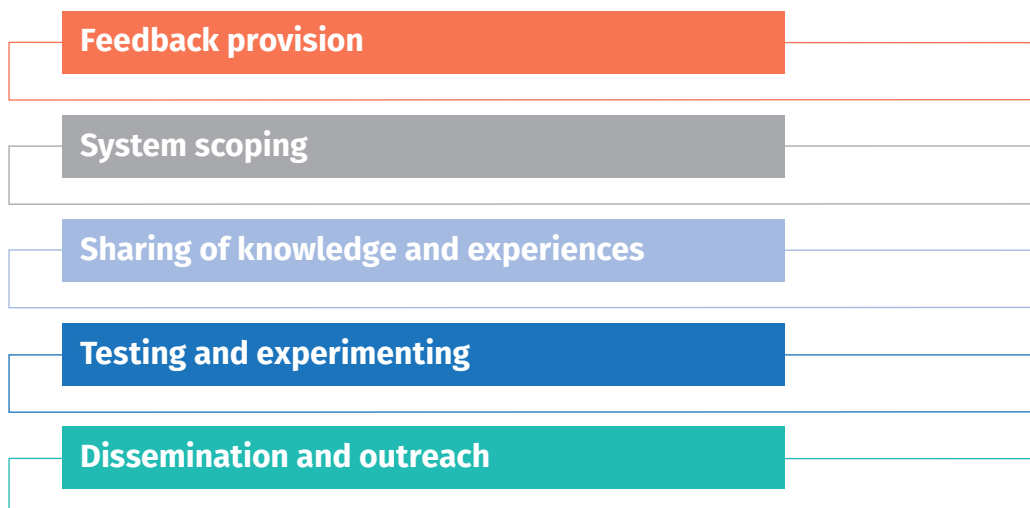 Feedback provision
System scoping
Sharing of knowledge and experiences
Testing and experimenting
Dissemination and outreach